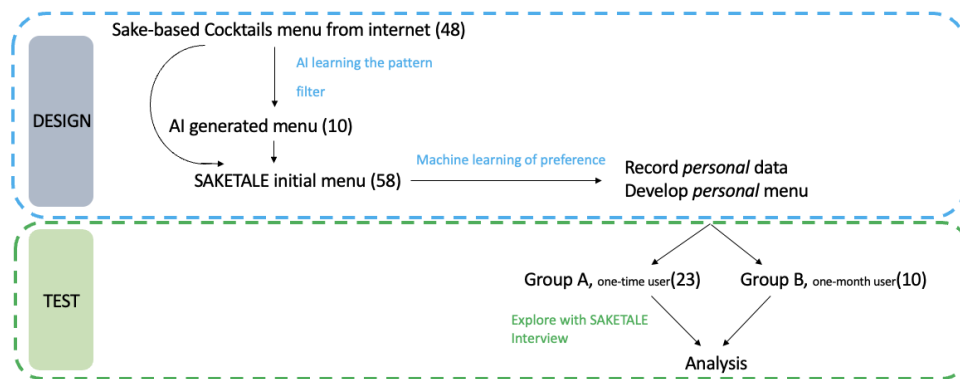 Sake-based Cocktails menu from internet (48)
AI learning the pattern
filter
DESIGN
AI generated menu (10)
Machine learning of preference
SAKETALE initial menu (58)
Record personal data
Develop personal menu
TEST
Group A, one-time user(23)
Group B, one-month user(10)
Explore with SAKETALE
Interview
Analysis